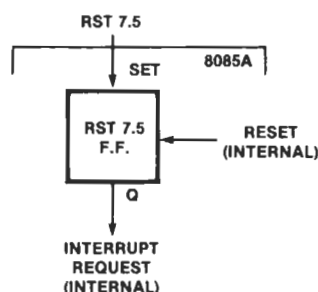 RST 7.5
8085A
SET
RST 7.5
F.F.
RESET
(INTERNAL)
Q
INTERRUPT
REQUEST
(INTERNAL)